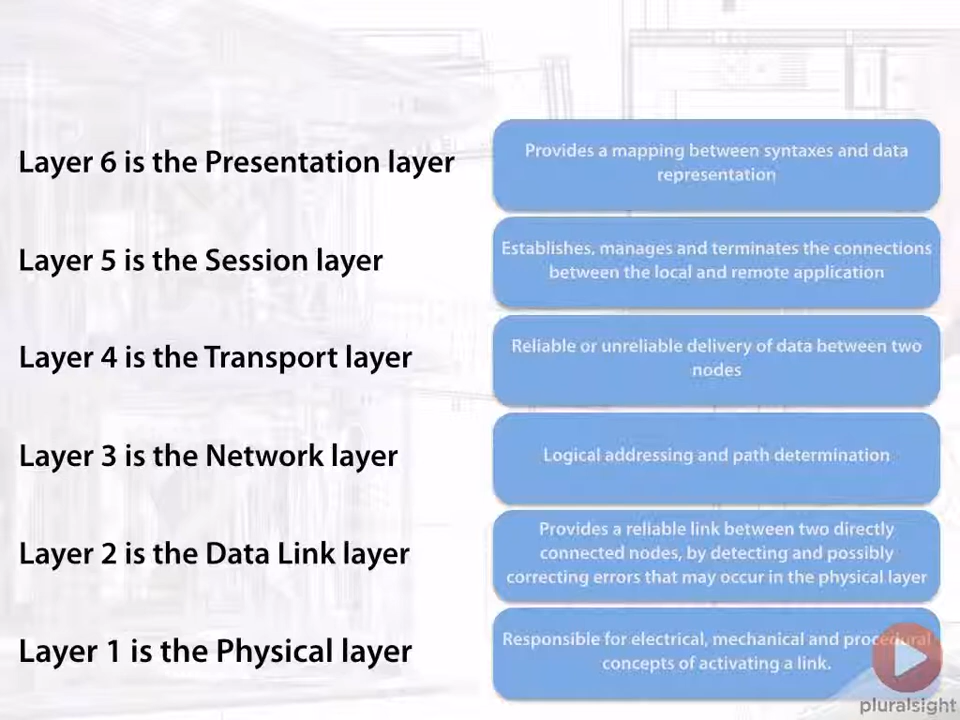 Layer 6 is the Presentation layer
Provides a mapping between syntaxes and data
representation
Layer 5 is the Session layer
Establishes, manages and terminates the connections
between the local and remote application
Layer 4 is the Transport layer
Reliable or unreliable delivery of data between two
nodes
Layer 3 is the Network layer
Logical addressing and path determination
Layer 2 is the Data Link layer
Provides a reliable link between two directly
connected nodes, by detecting and possibly
correcting errors that may occur in the physical layer
Layer 1 is the Physical layer
Responsible for electrical, mechanical and procedural
concepts of activating a link.
pluralsight